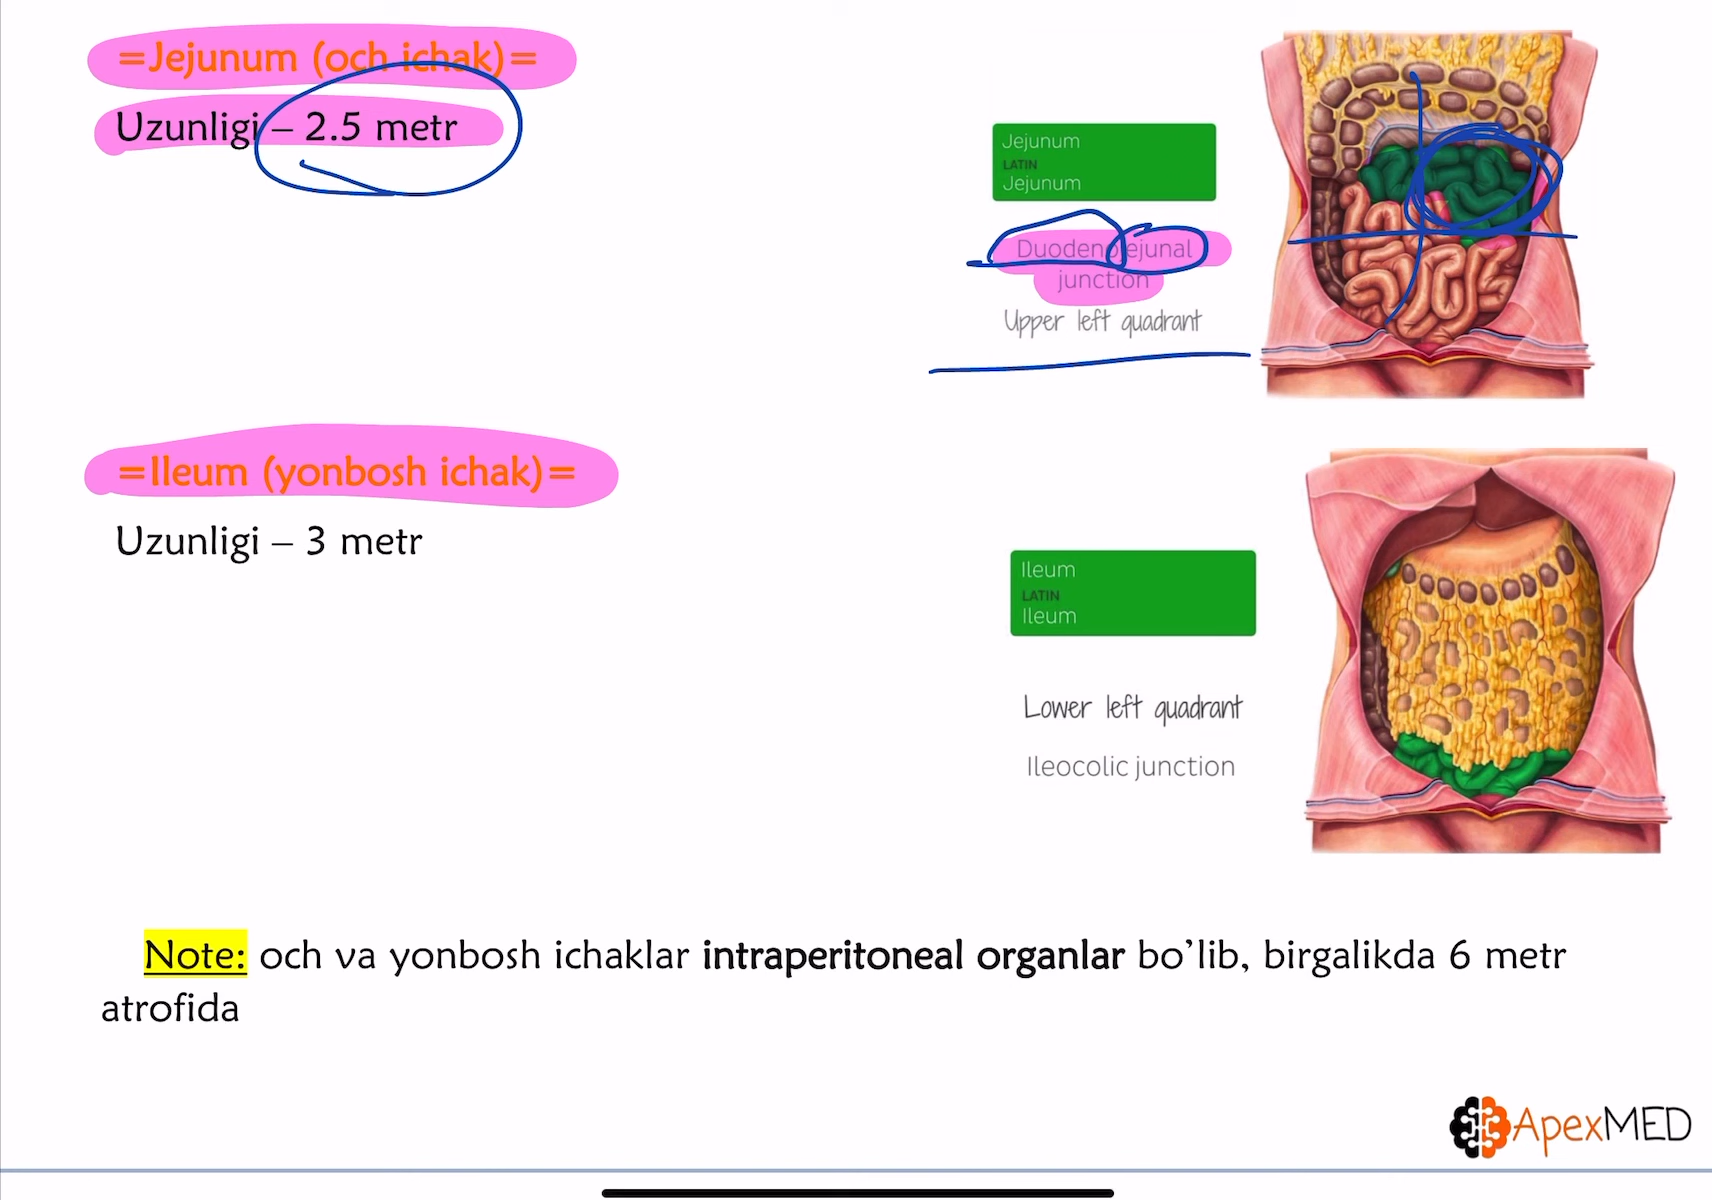 =Jejunum (och ichak)=
Uzunligi – 2.5 metr
Jejunum
LATIN
Jejunum
Duodenojejunal
junction
Upper left quadrant
=Ileum (yonbosh ichak)=
Uzunligi – 3 metr
Ileum
LATIN
Ileum
Lower left quadrant
Ileocolic junction
Note: och va yonbosh ichaklar intraperitoneal organlar bo’lib, birgalikda 6 metr
atrofida
ApexMED